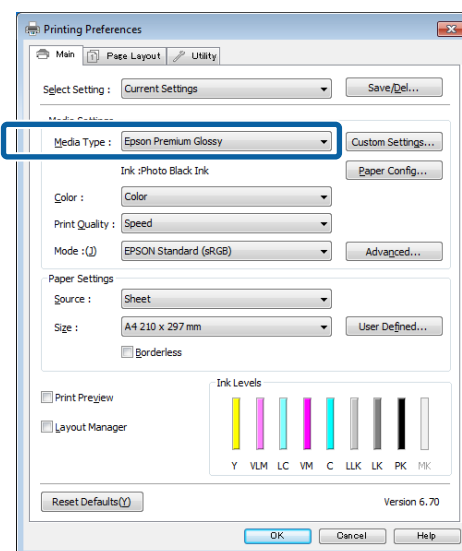 Printing Preferences
Main Page Layout Utility
Select Setting : Current Settings Save/Del...
Media Settings
Media Type : Epson Premium Glossy Custom Settings...
Ink :Photo Black Ink Paper Config...
Color : Color
Print Quality : Speed
Mode :(J) EPSON Standard (sRGB) Advanced...
Paper Settings
Source : Sheet
Size : A4 210 x 297 mm User Defined...
Borderless
Ink Levels
Print Preview
Layout Manager
Y VLM LC VM C LLK LK PK MK
Reset Defaults(Y) Version 6.70
OK Cancel Help